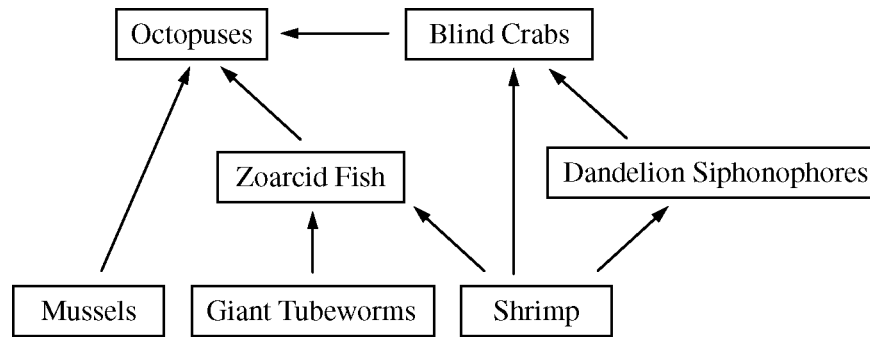 Octopuses
Blind Crabs
Zoarcid Fish
Dandelion Siphonophores
Mussels
Giant Tubeworms
Shrimp